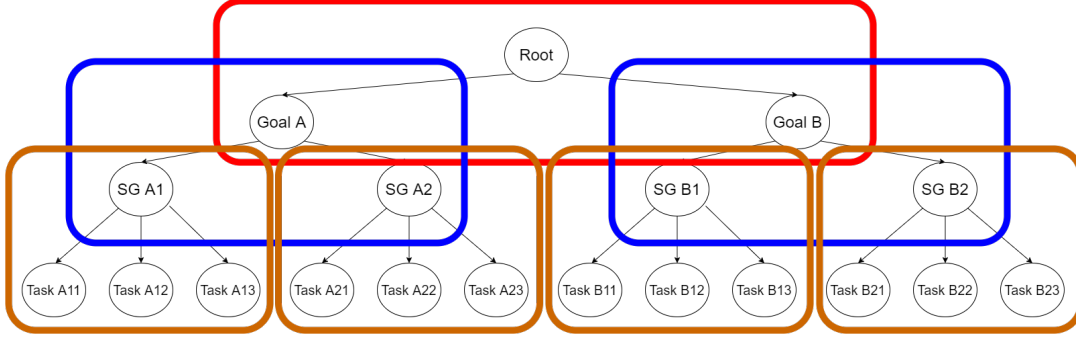 Root
Goal A
Goal B
SG A1
SG A2
SG B1
SG B2
Task A11
Task A12
Task A13
Task A21
Task A22
Task A23
Task B11
Task B12
Task B13
Task B21
Task B22
Task B23